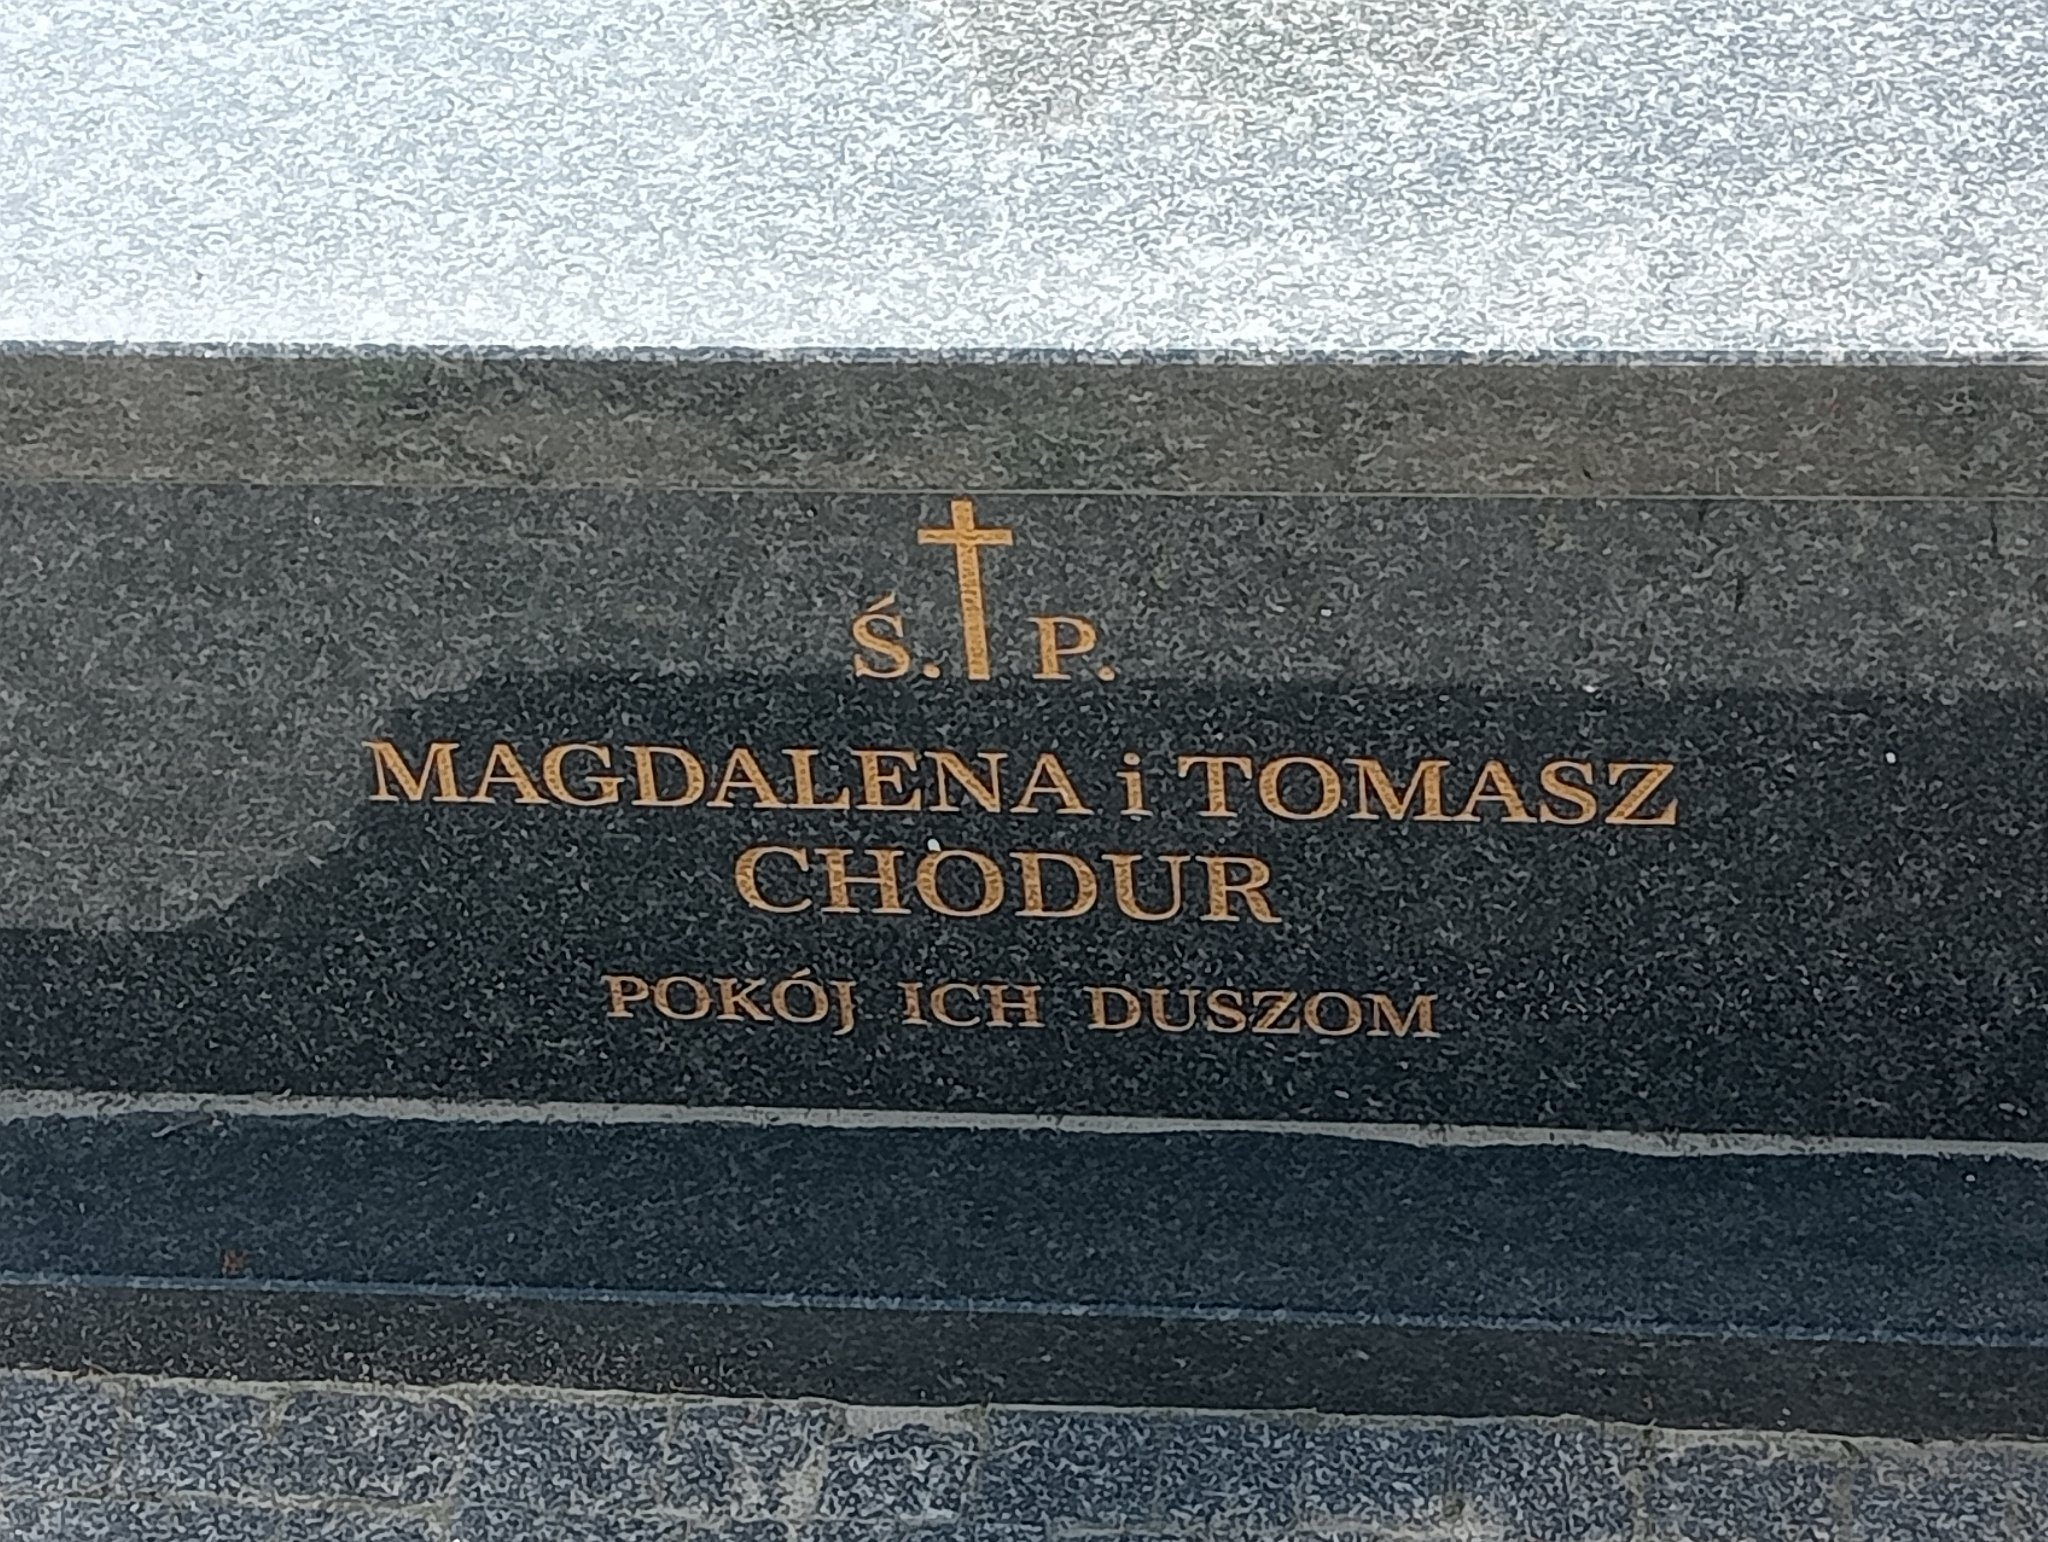 Ś. P.
MAGDALENA i TOMASZ
CHODUR
POKÓJ ICH DUSZOM